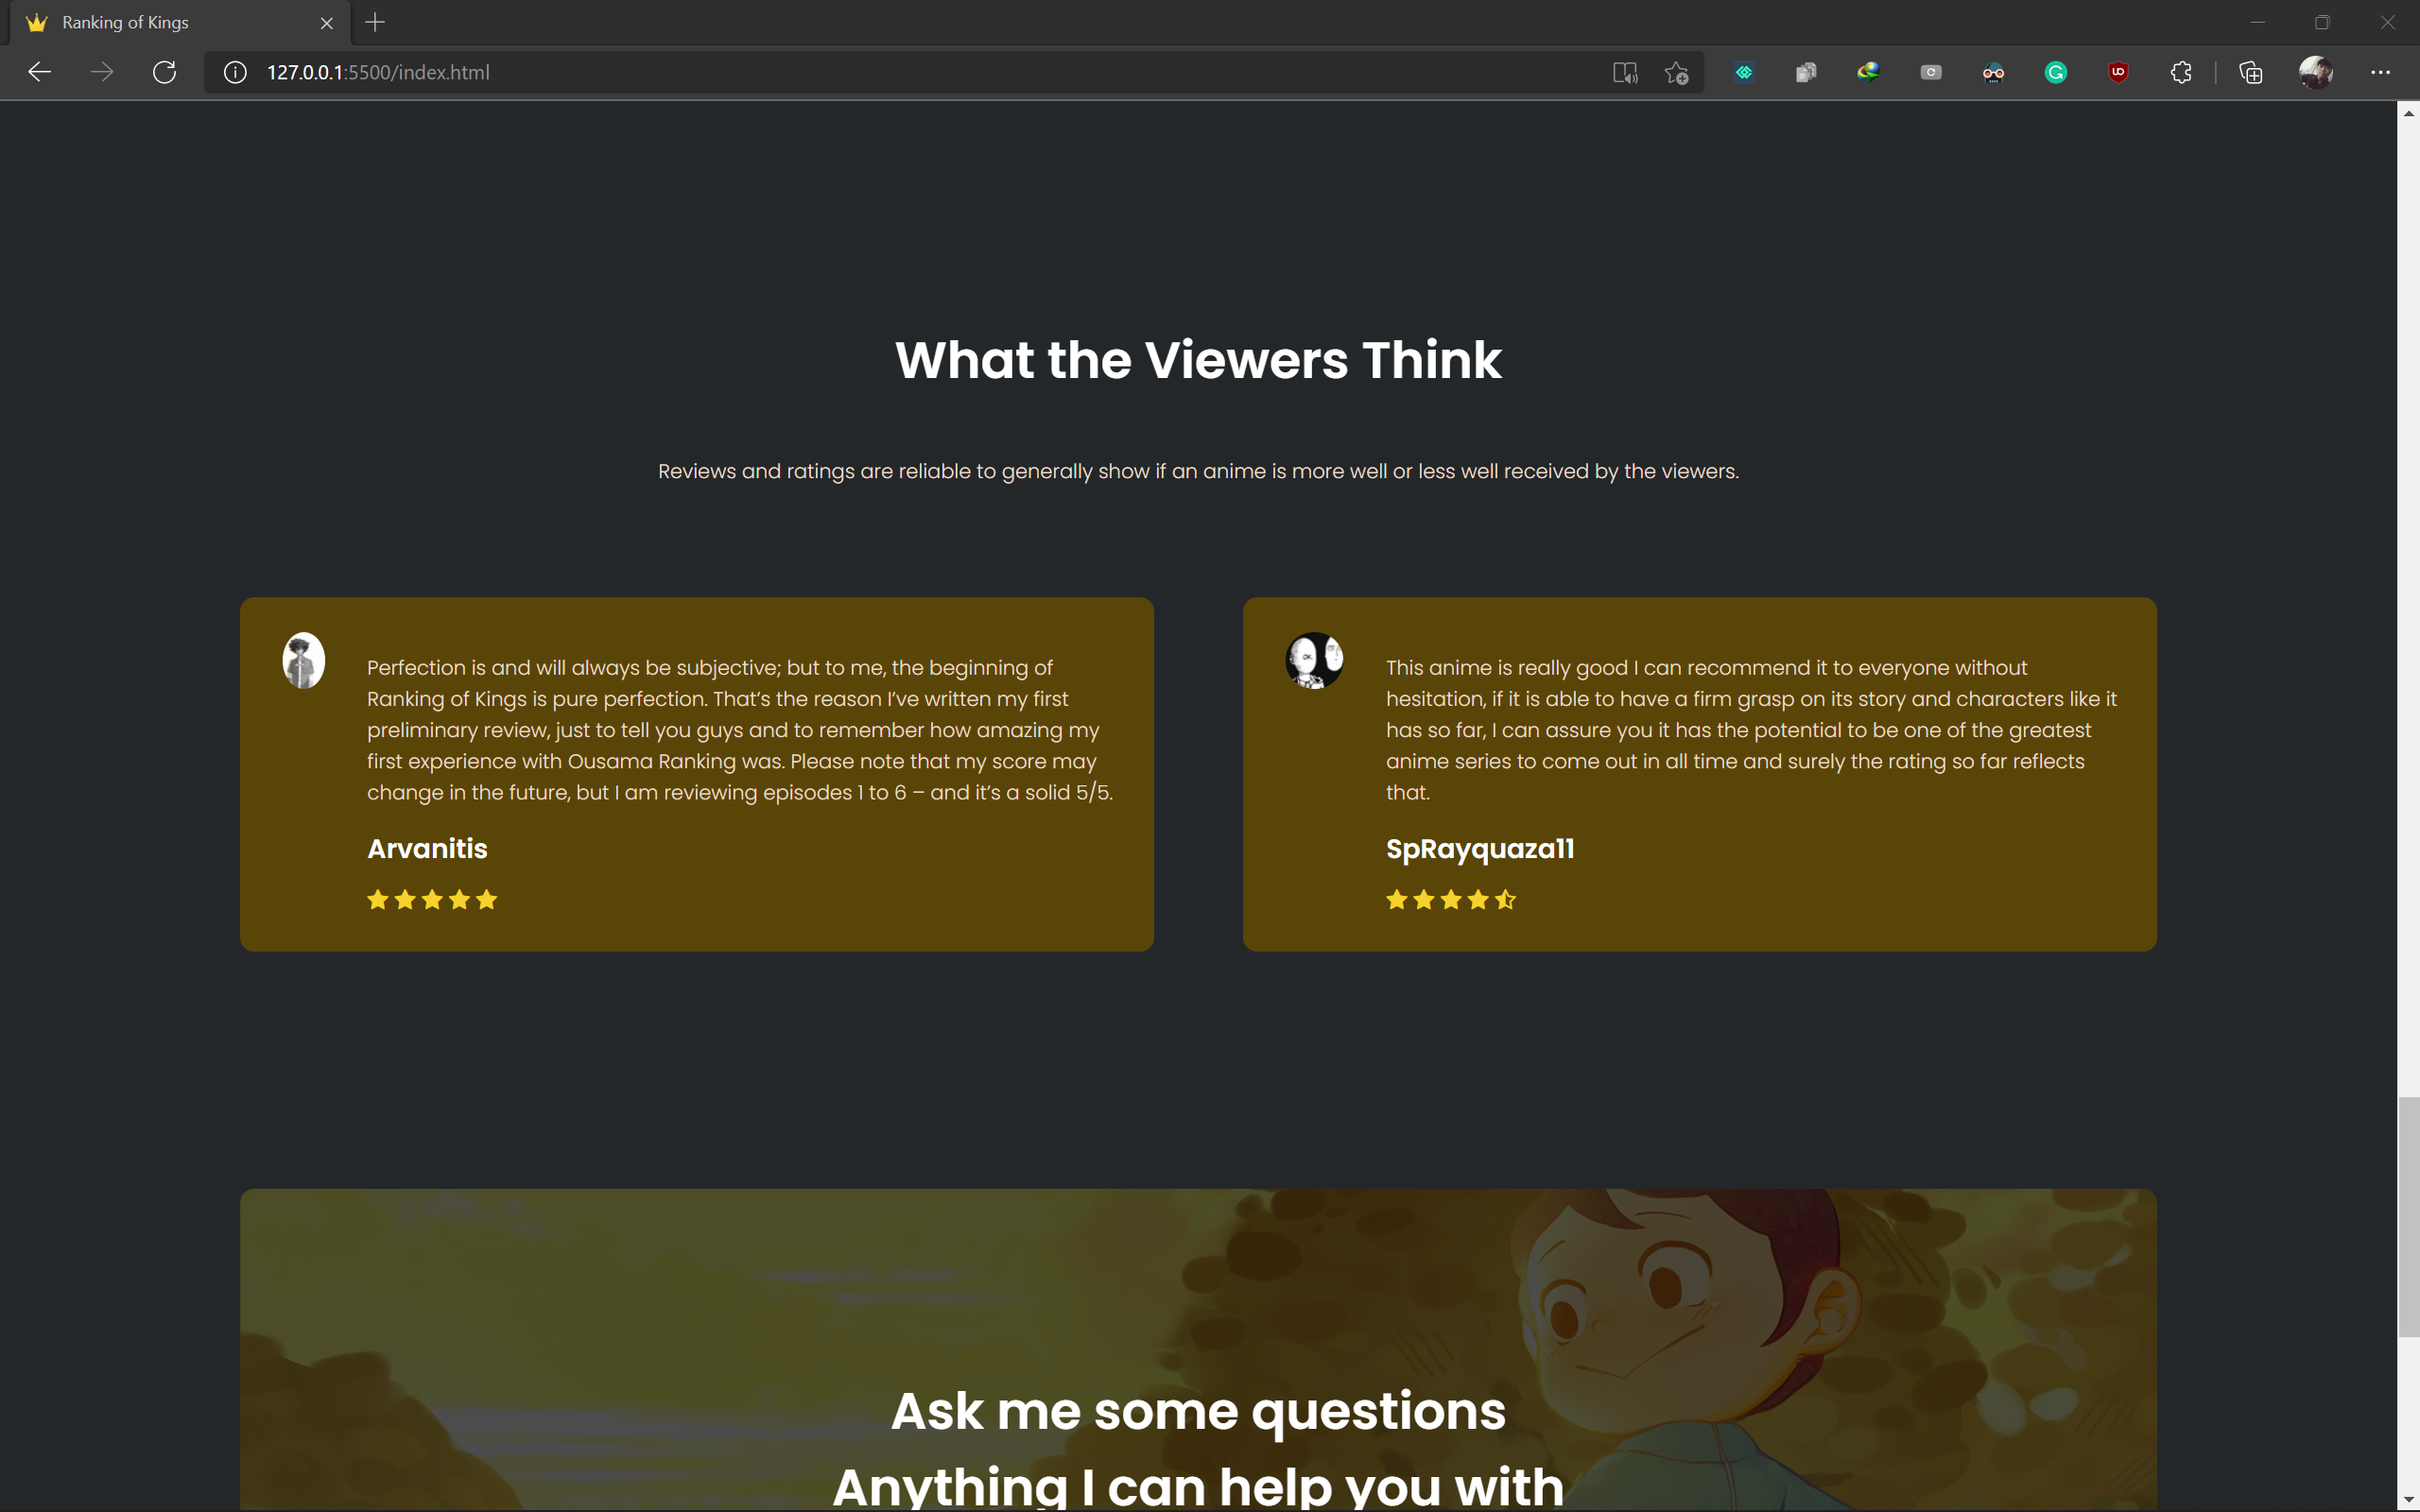 Ranking of Kings
127.0.0.1:5500/index.html
What the Viewers Think
Reviews and ratings are reliable to generally show if an anime is more well or less well received by the viewers.
Perfection is and will always be subjective; but to me, the beginning of
Ranking of Kings is pure perfection. That’s the reason I’ve written my first
preliminary review, just to tell you guys and to remember how amazing my
first experience with Ousama Ranking was. Please note that my score may
change in the future, but I am reviewing episodes 1 to 6 – and it’s a solid 5/5.
Arvanitis
OK.
This anime is really good I can recommend it to everyone without
hesitation, if it is able to have a firm grasp on its story and characters like it
has so far, I can assure you it has the potential to be one of the greatest
anime series to come out in all time and surely the rating so far reflects
that.
SpRayquaza11
Ask me some questions
Anything I can help you with